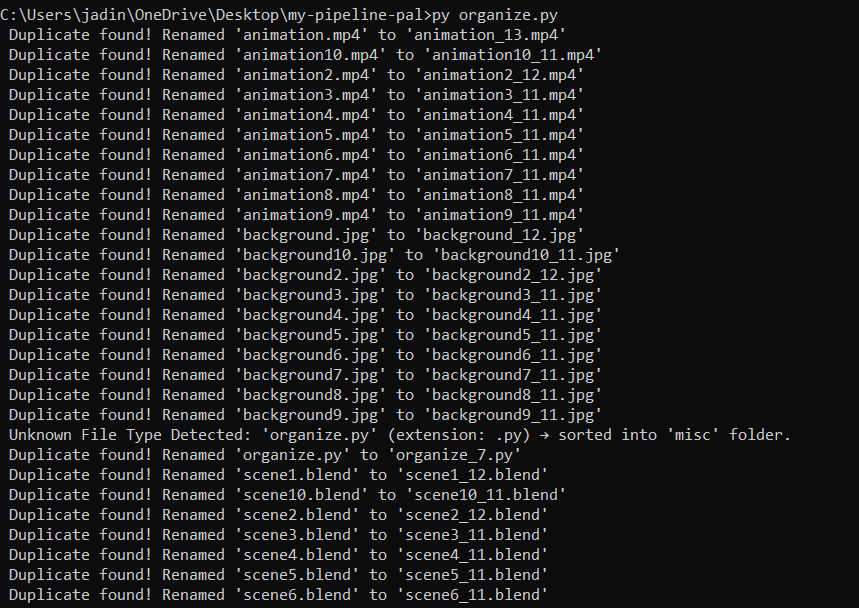 C:\Users\jadin\OneDrive\Desktop\my-pipeline-pal>py organize.py
Duplicate found! Renamed 'animation.mp4' to 'animation_13.mp4'
Duplicate found! Renamed 'animation10.mp4' to 'animation10_11.mp4'
Duplicate found! Renamed 'animation2.mp4' to 'animation2_12.mp4'
Duplicate found! Renamed 'animation3.mp4' to 'animation3_11.mp4'
Duplicate found! Renamed 'animation4.mp4' to 'animation4_11.mp4'
Duplicate found! Renamed 'animation5.mp4' to 'animation5_11.mp4'
Duplicate found! Renamed 'animation6.mp4' to 'animation6_11.mp4'
Duplicate found! Renamed 'animation7.mp4' to 'animation7_11.mp4'
Duplicate found! Renamed 'animation8.mp4' to 'animation8_11.mp4'
Duplicate found! Renamed 'animation9.mp4' to 'animation9_11.mp4'
Duplicate found! Renamed 'background.jpg' to 'background_12.jpg'
Duplicate found! Renamed 'background10.jpg' to 'background10_11.jpg'
Duplicate found! Renamed 'background2.jpg' to 'background2_12.jpg'
Duplicate found! Renamed 'background3.jpg' to 'background3_11.jpg'
Duplicate found! Renamed 'background4.jpg' to 'background4_11.jpg'
Duplicate found! Renamed 'background5.jpg' to 'background5_11.jpg'
Duplicate found! Renamed 'background6.jpg' to 'background6_11.jpg'
Duplicate found! Renamed 'background7.jpg' to 'background7_11.jpg'
Duplicate found! Renamed 'background8.jpg' to 'background8_11.jpg'
Duplicate found! Renamed 'background9.jpg' to 'background9_11.jpg'
Unknown File Type Detected: 'organize.py' (extension: .py) → sorted into 'misc' folder.
Duplicate found! Renamed 'organize.py' to 'organize_7.py'
Duplicate found! Renamed 'scene1.blend' to 'scene1_12.blend'
Duplicate found! Renamed 'scene10.blend' to 'scene10_11.blend'
Duplicate found! Renamed 'scene2.blend' to 'scene2_12.blend'
Duplicate found! Renamed 'scene3.blend' to 'scene3_11.blend'
Duplicate found! Renamed 'scene4.blend' to 'scene4_11.blend'
Duplicate found! Renamed 'scene5.blend' to 'scene5_11.blend'
Duplicate found! Renamed 'scene6.blend' to 'scene6_11.blend'